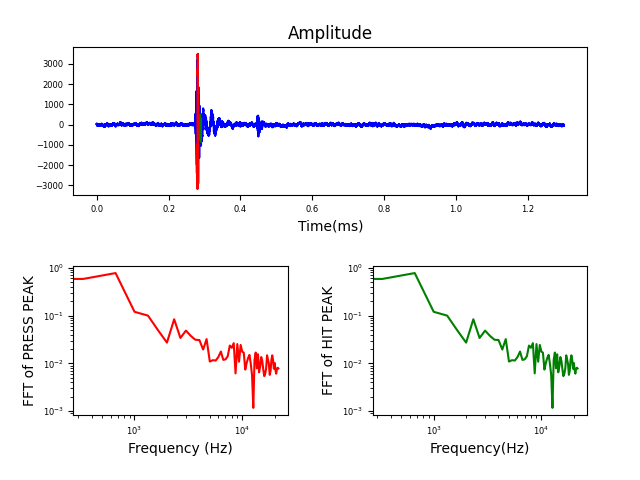 Amplitude
3000
2000
1000
0
−1000
−2000
−3000
0.0 0.2 0.4 0.6 0.8 1.0 1.2
Time(ms)
FFT of PRESS PEAK
10⁰
10⁻¹
10⁻²
10⁻³
10³ 10⁴
Frequency (Hz)
FFT of HIT PEAK
10⁰
10⁻¹
10⁻²
10⁻³
10³ 10⁴
Frequency(Hz)